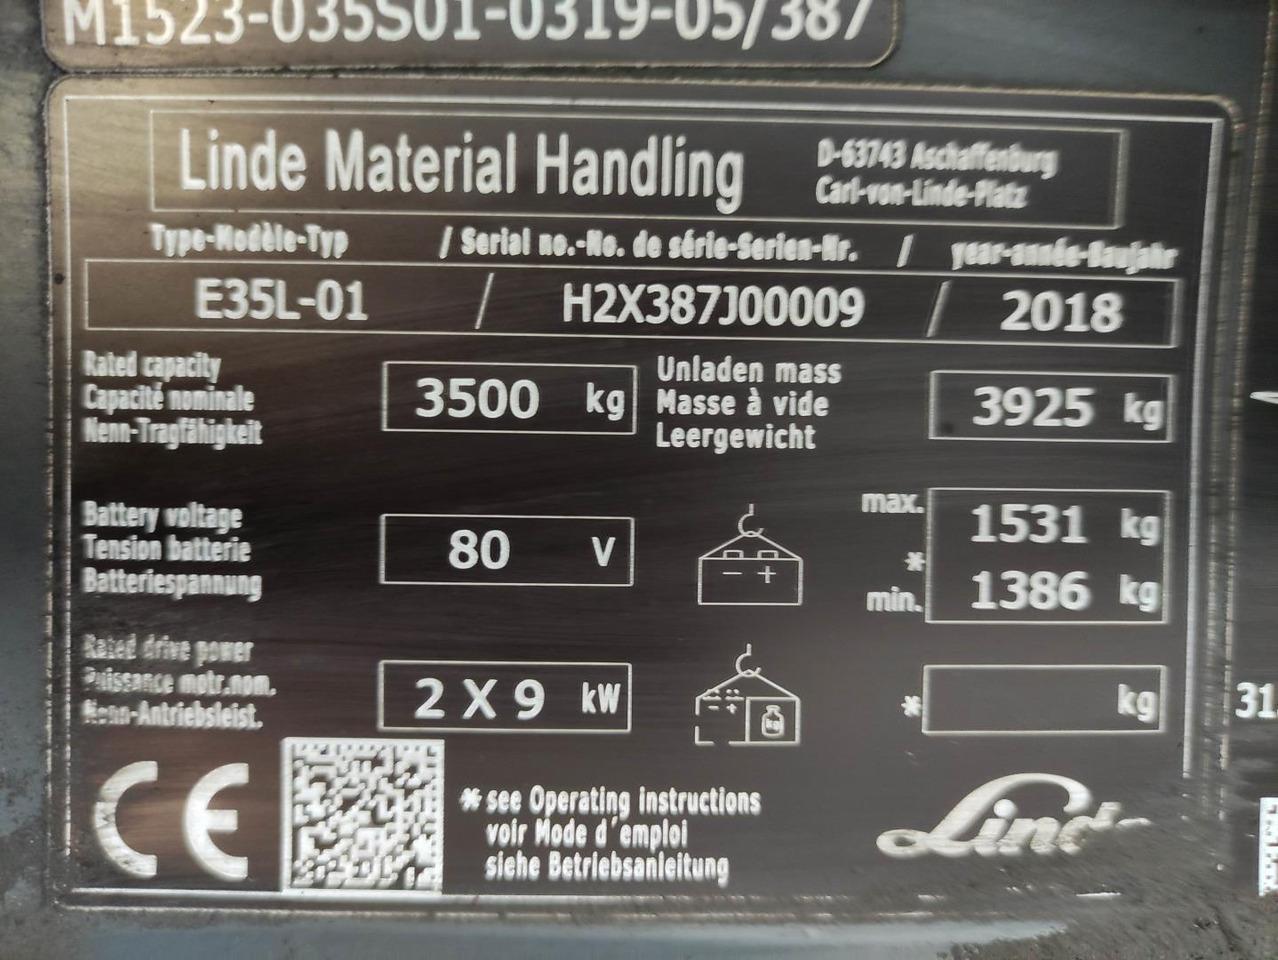 M1523-035S01-0319-05/387
Linde Material Handling
D-63743 Aschaffenburg
Carl-von-Linde-Platz
Type-Modèle-Typ / Serial no.-No. de série-Serien-Nr. / year-année-Baujahr
E35L-01 / H2X387J00009 / 2018
Rated capacity
Capacité nominale
Nenn-Tragfähigkeit
3500 kg
Unladen mass
Masse à vide
Leergewicht
3925 kg
Battery voltage
Tension batterie
Batteriespannung
80 V
- +
max. 1531 kg
*
min. 1386 kg
Rated drive power
Puissance motr.nom.
Nenn-Antriebsleist.
2 X 9 kW
- +
kg
* kg
31
CE
* see Operating instructions
voir Mode d'emploi
siehe Betriebsanleitung
Linde